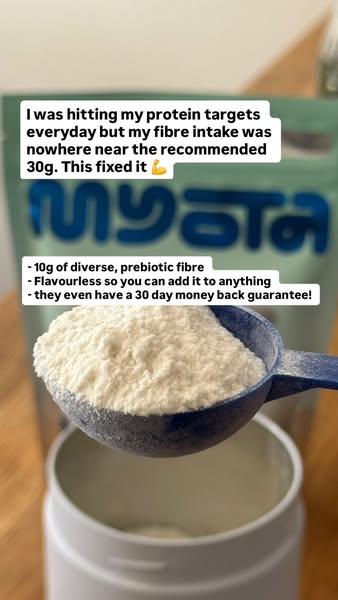 I was hitting my protein targets
everyday but my fibre intake was
nowhere near the recommended
30g. This fixed it 💪
myota
- 10g of diverse, prebiotic fibre
- Flavourless so you can add it to anything
- they even have a 30 day money back guarantee!